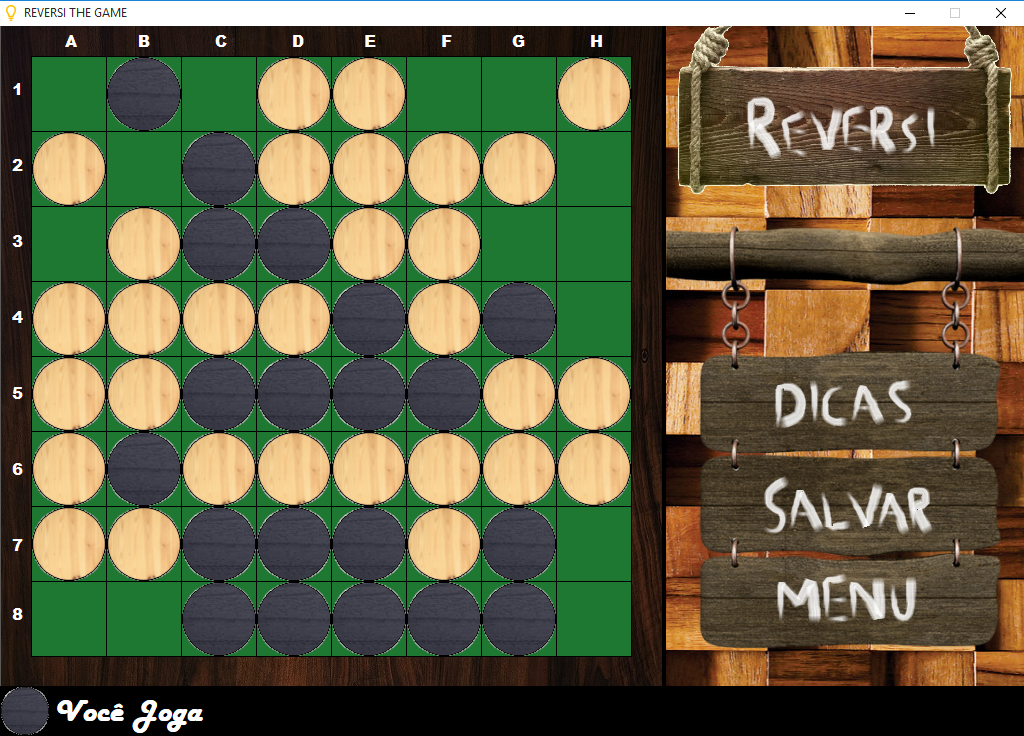 REVERSI THE GAME
A B C D E F G H
1
2
3
4
5
6
7
8
REVERSI
DICAS
SALVAR
MENU
Você Joga